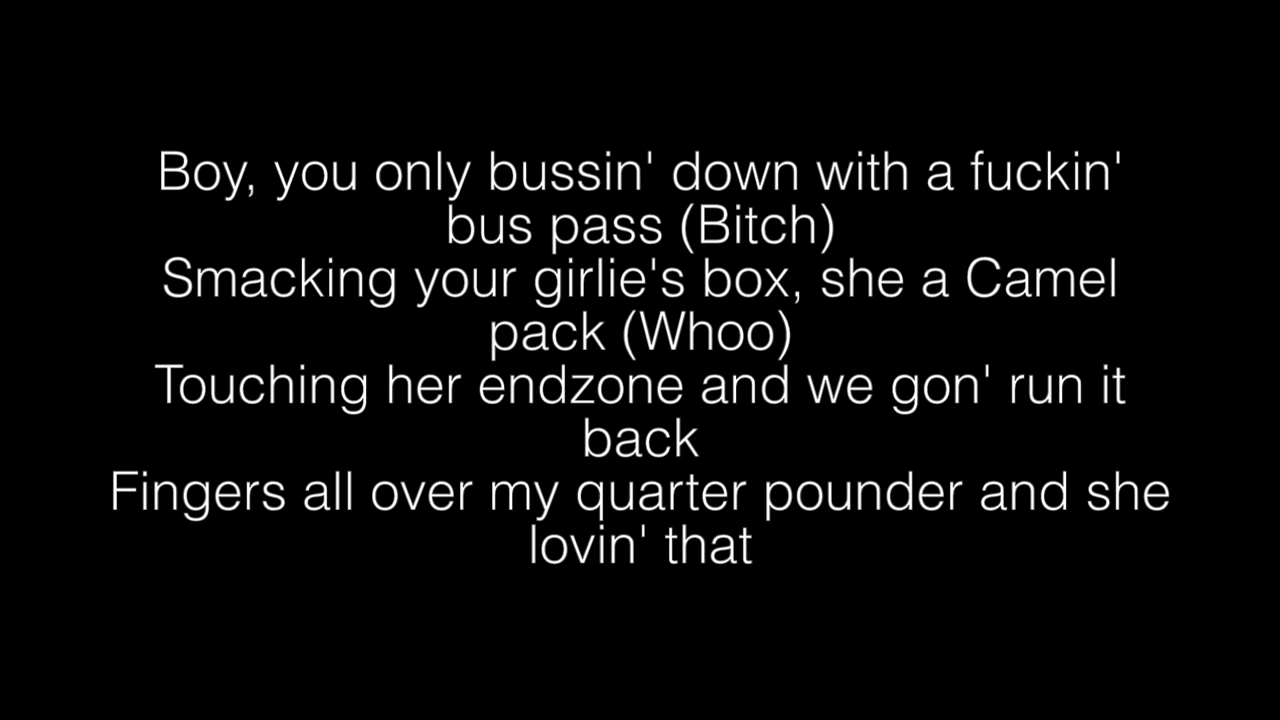 Boy, you only bussin' down with a fuckin'
bus pass (Bitch)
Smacking your girlie's box, she a Camel
pack (Whoo)
Touching her endzone and we gon' run it
back
Fingers all over my quarter pounder and she
lovin' that